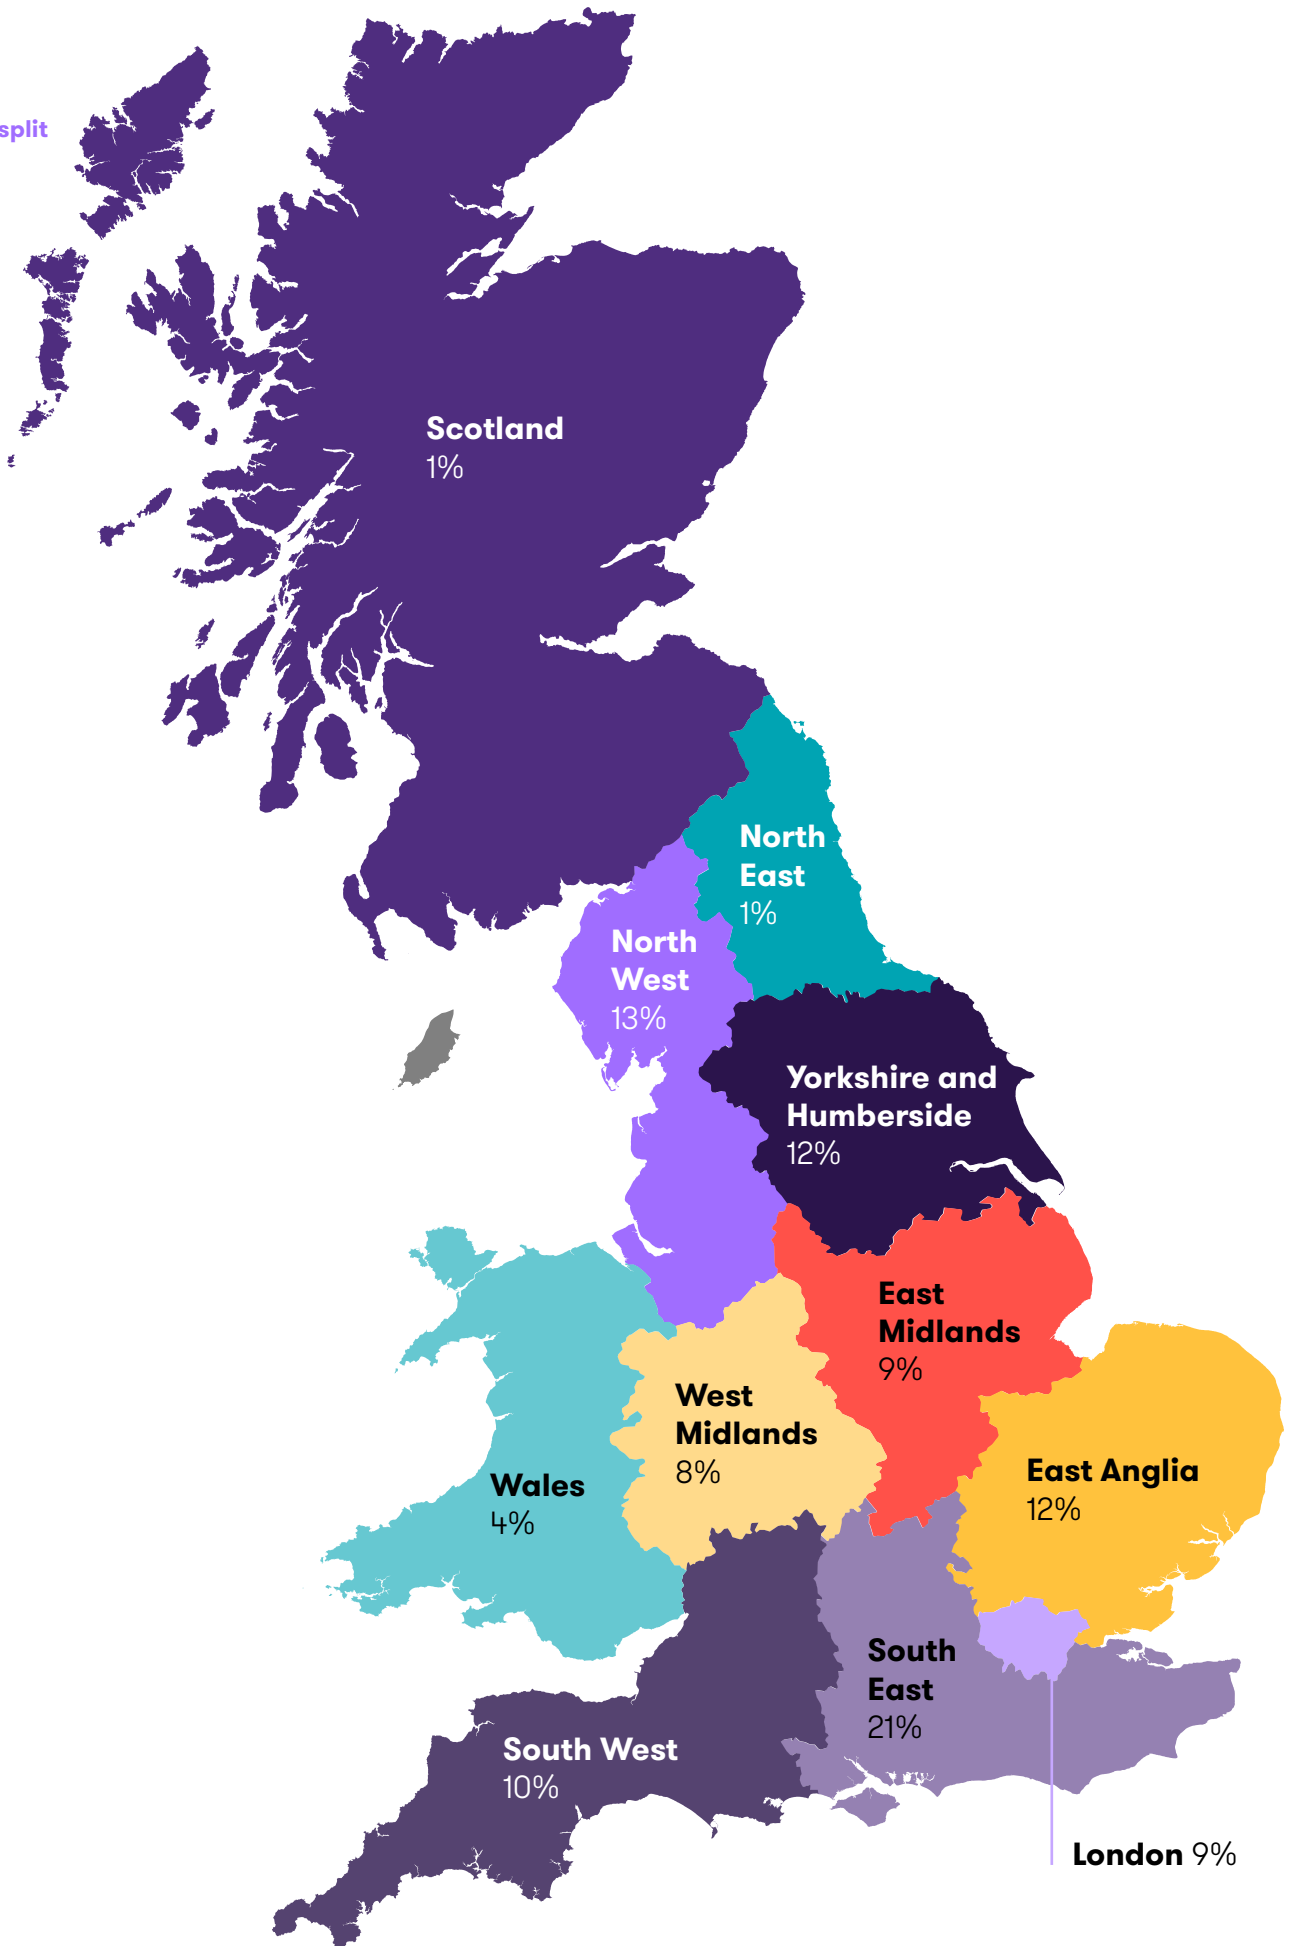 split
Scotland
1%
North
East
1%
North
West
13%
Yorkshire and
Humberside
12%
East
Midlands
9%
West
Midlands
8%
Wales
4%
East Anglia
12%
South
East
21%
South West
10%
London 9%